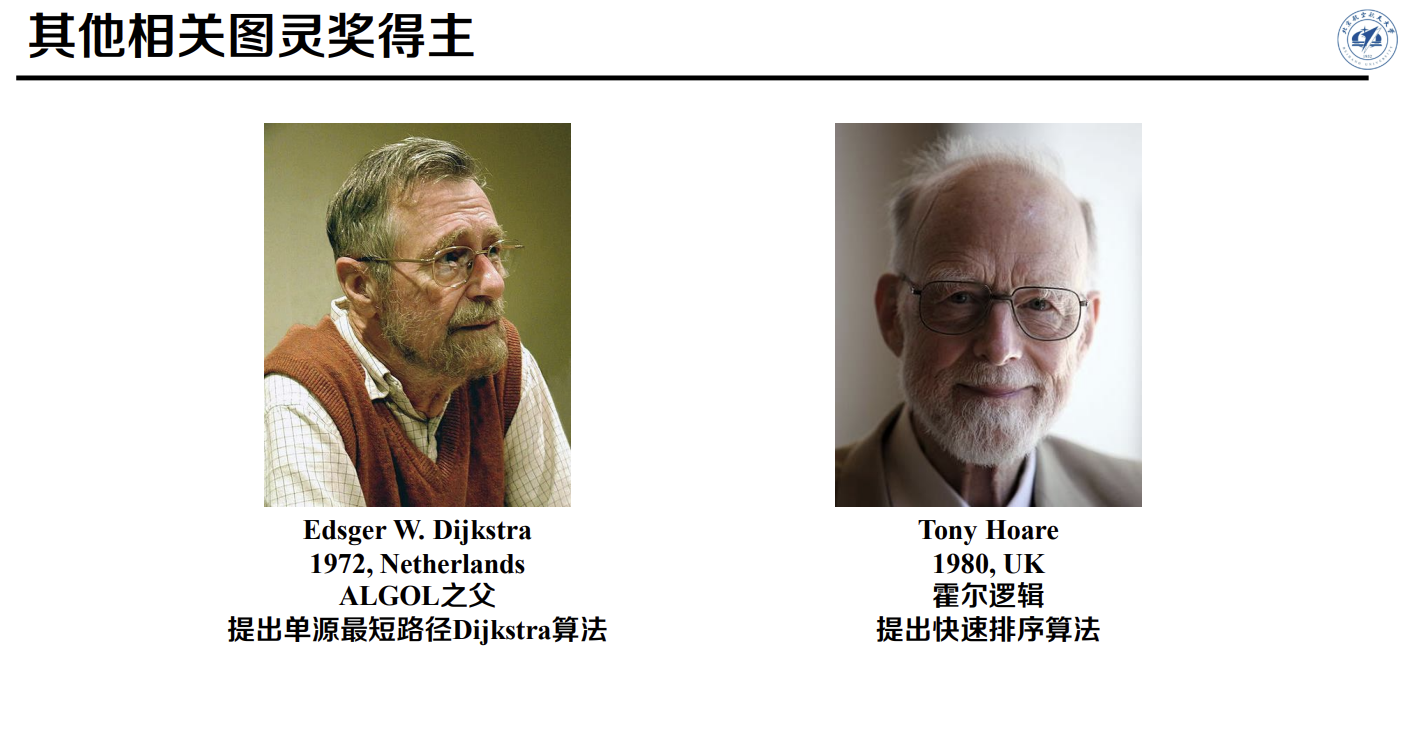 其他相关图灵奖得主
Edsger W. Dijkstra
1972, Netherlands
ALGOL之父
提出单源最短路径Dijkstra算法
Tony Hoare
1980, UK
霍尔逻辑
提出快速排序算法